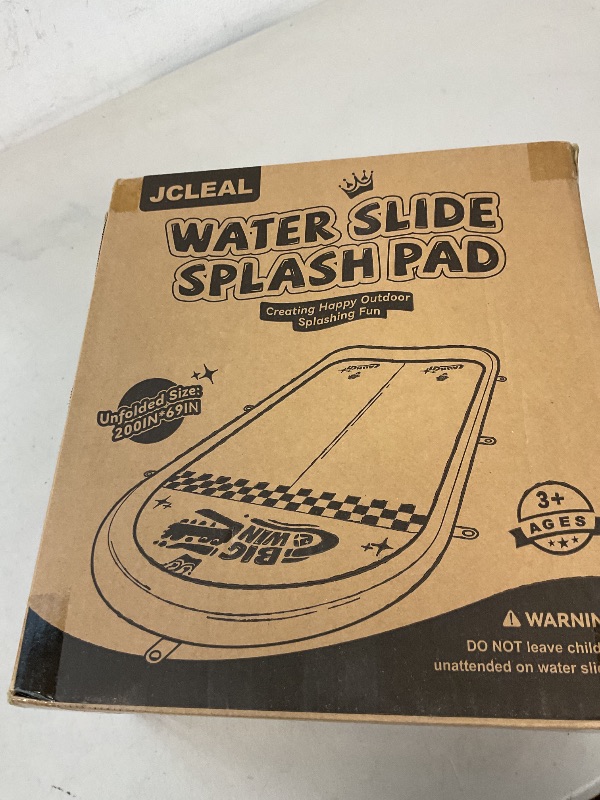 JCLEAL
WATER SLIDE
SPLASH PAD
Creating Happy Outdoor
Splashing Fun
Unfolded Size:
200IN*69IN
BIG
WIN
3+
AGES
WARNIN
DO NOT leave child
unattended on water slid